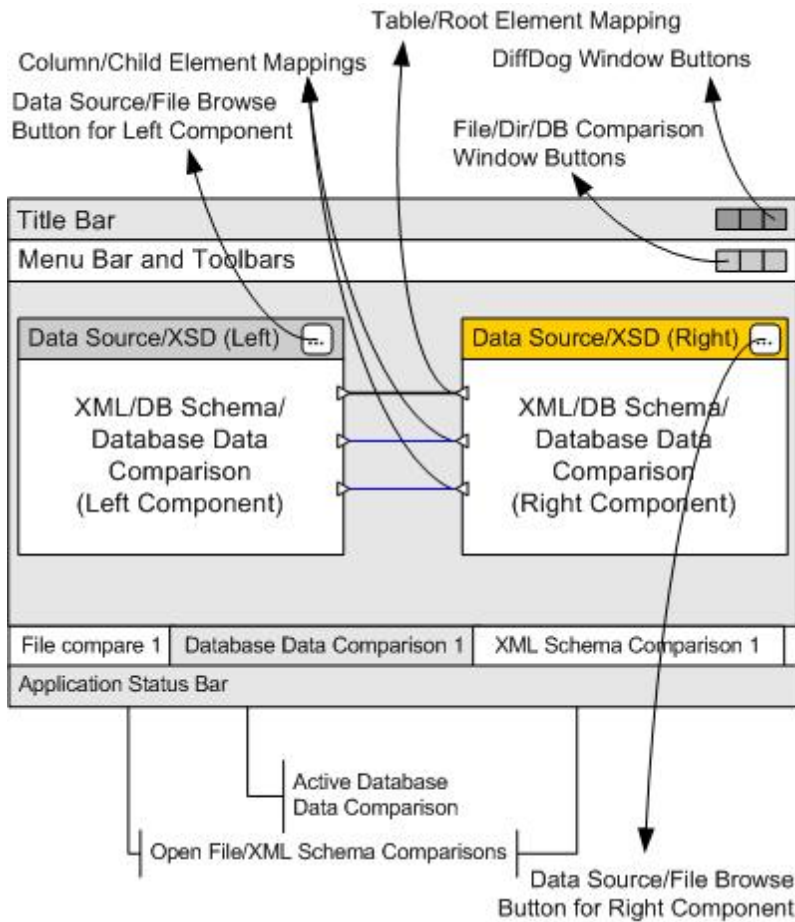 Table/Root Element Mapping
Column/Child Element Mappings
DiffDog Window Buttons
Data Source/File Browse
Button for Left Component
File/Dir/DB Comparison
Window Buttons
Title Bar
Menu Bar and Toolbars
Data Source/XSD (Left)
...
Data Source/XSD (Right)
...
XML/DB Schema/
Database Data
Comparison
(Left Component)
XML/DB Schema/
Database Data
Comparison
(Right Component)
File compare 1
Database Data Comparison 1
XML Schema Comparison 1
Application Status Bar
Active Database
Data Comparison
Open File/XML Schema Comparisons
Data Source/File Browse
Button for Right Component